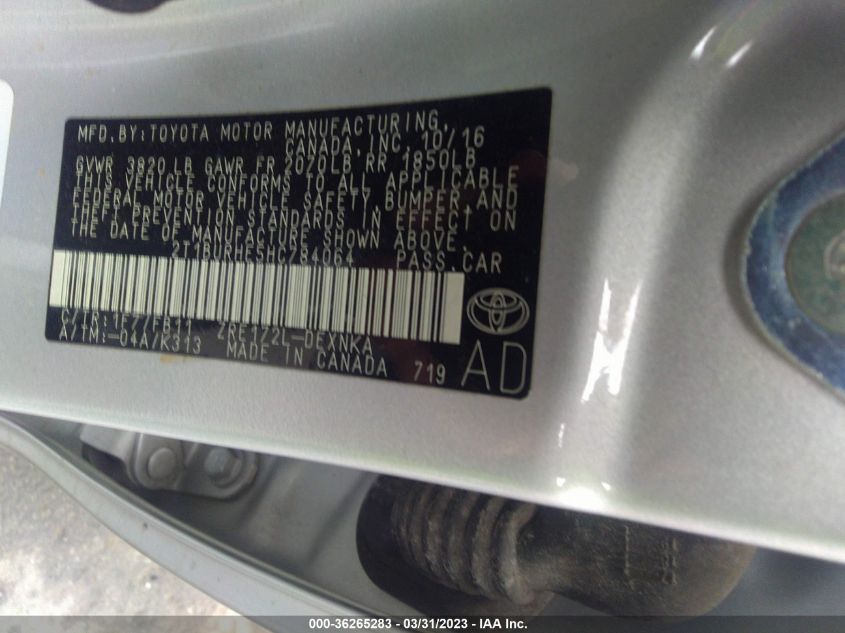 MFD.BY:TOYOTA MOTOR MANUFACTURING,
CANADA,INC. 10/16
GVWR 3820 LB GAWR FR 2070LB RR 1850LB
THIS VEHICLE CONFORMS TO ALL APPLICABLE
FEDERAL MOTOR VEHICLE SAFETY, BUMPER AND
THEFT PREVENTION STANDARDS IN EFFECT ON
THE DATE OF MANUFACTURE SHOWN ABOVE.
2T1BURHE5HC784064 PASS.CAR
C/TR:1F7/FB11 ZRE172L-DEXNKA
A/TM:-04A/K313 MADE IN CANADA 719 AD
000-36265283 - 03/31/2023 - IAA Inc.